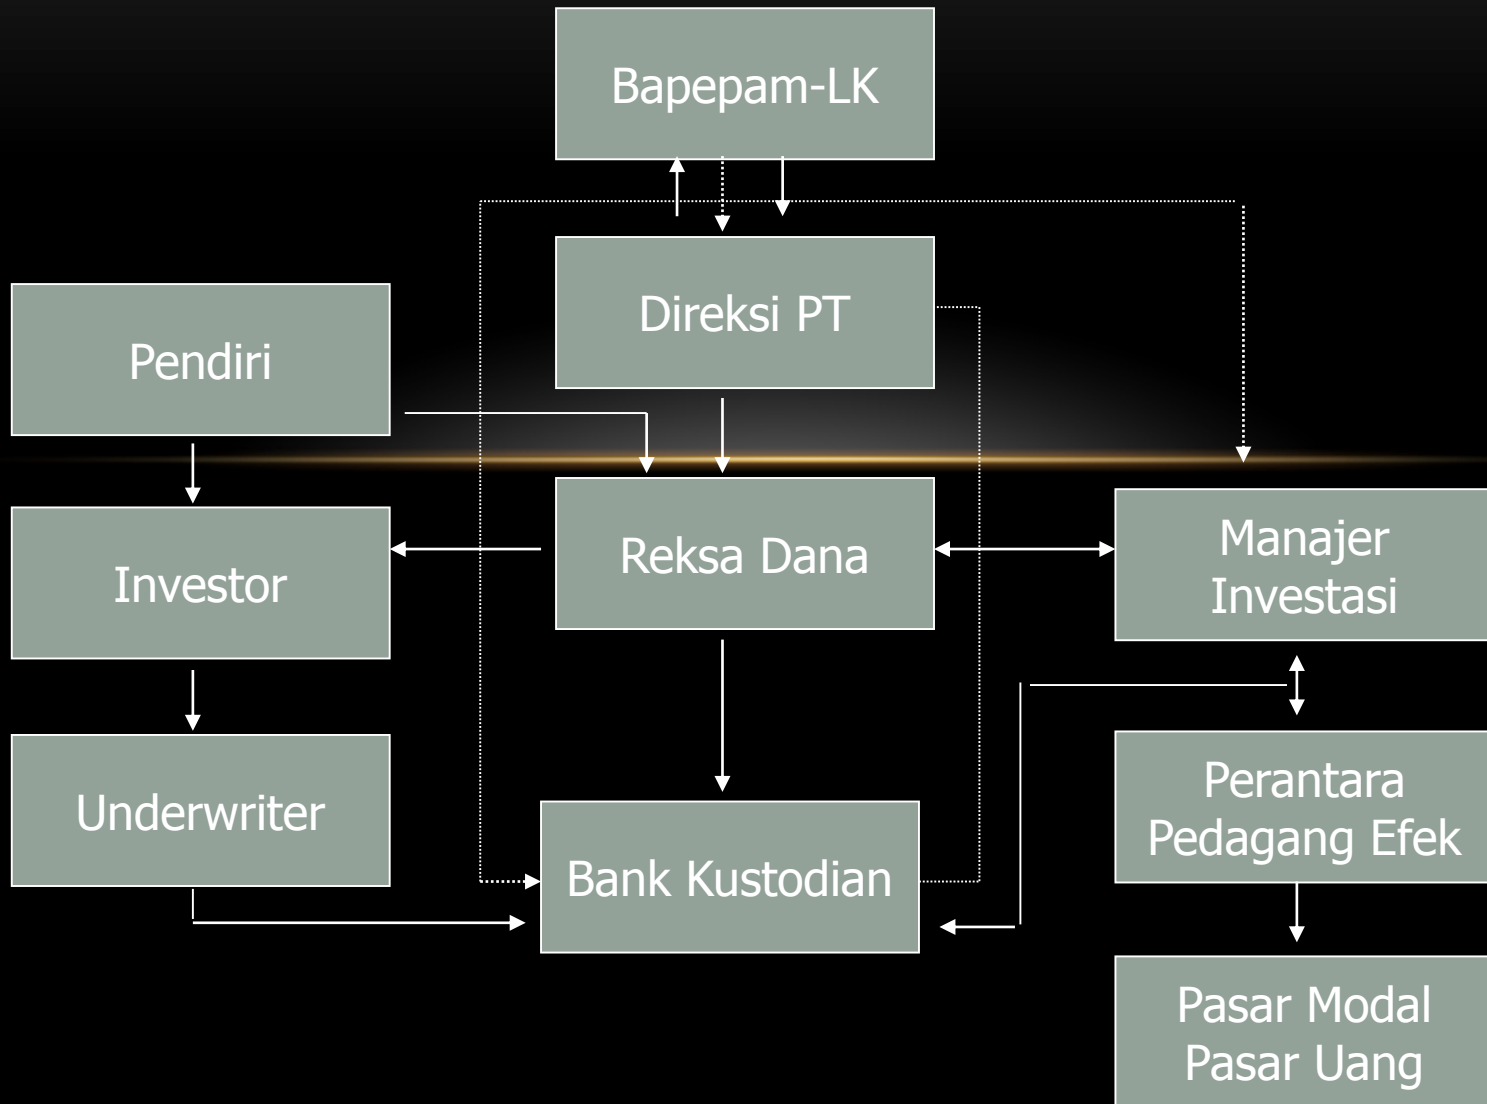 Bapepam-LK
Direksi PT
Pendiri
Investor
Reksa Dana
Manajer
Investasi
Underwriter
Bank Kustodian
Perantara
Pedagang Efek
Pasar Modal
Pasar Uang